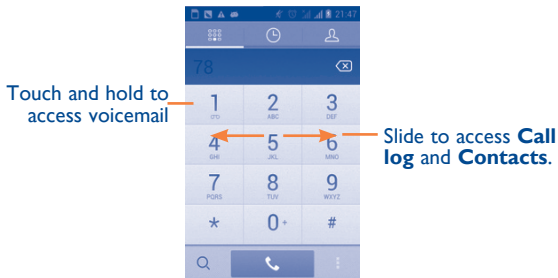 21:47
78
Touch and hold to
access voicemail
1
2 ABC
3 DEF
Slide to access Call
log and Contacts.
4 GHI
5 JKL
6 MNO
7 PQRS
8 TUV
9 WXYZ
*
0 +
#